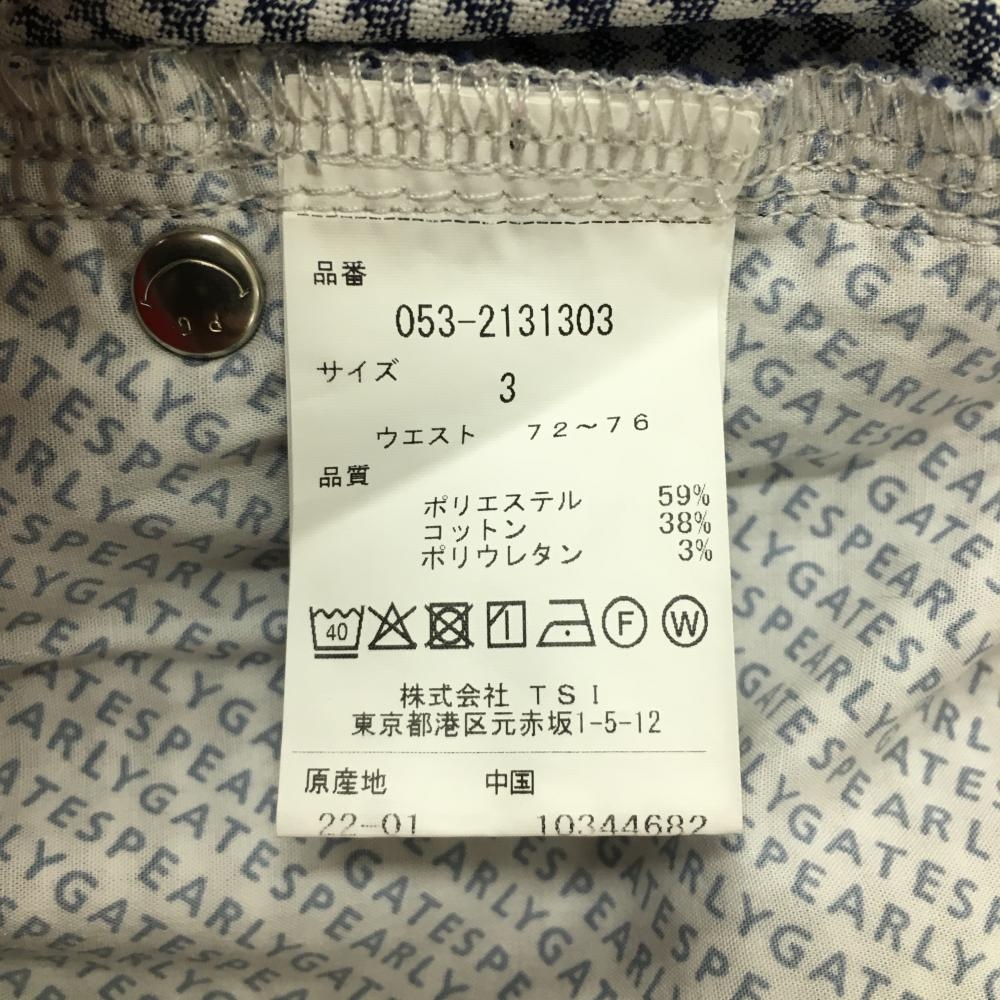 品番
053-2131303
サイズ
3
ウエスト 72~76
品質
ポリエステル 59%
コットン 38%
ポリウレタン 3%
40 F W
株式会社 TSI
東京都港区元赤坂1-5-12
原産地 中国
22-01 10344682
PG
PEARLYGATES